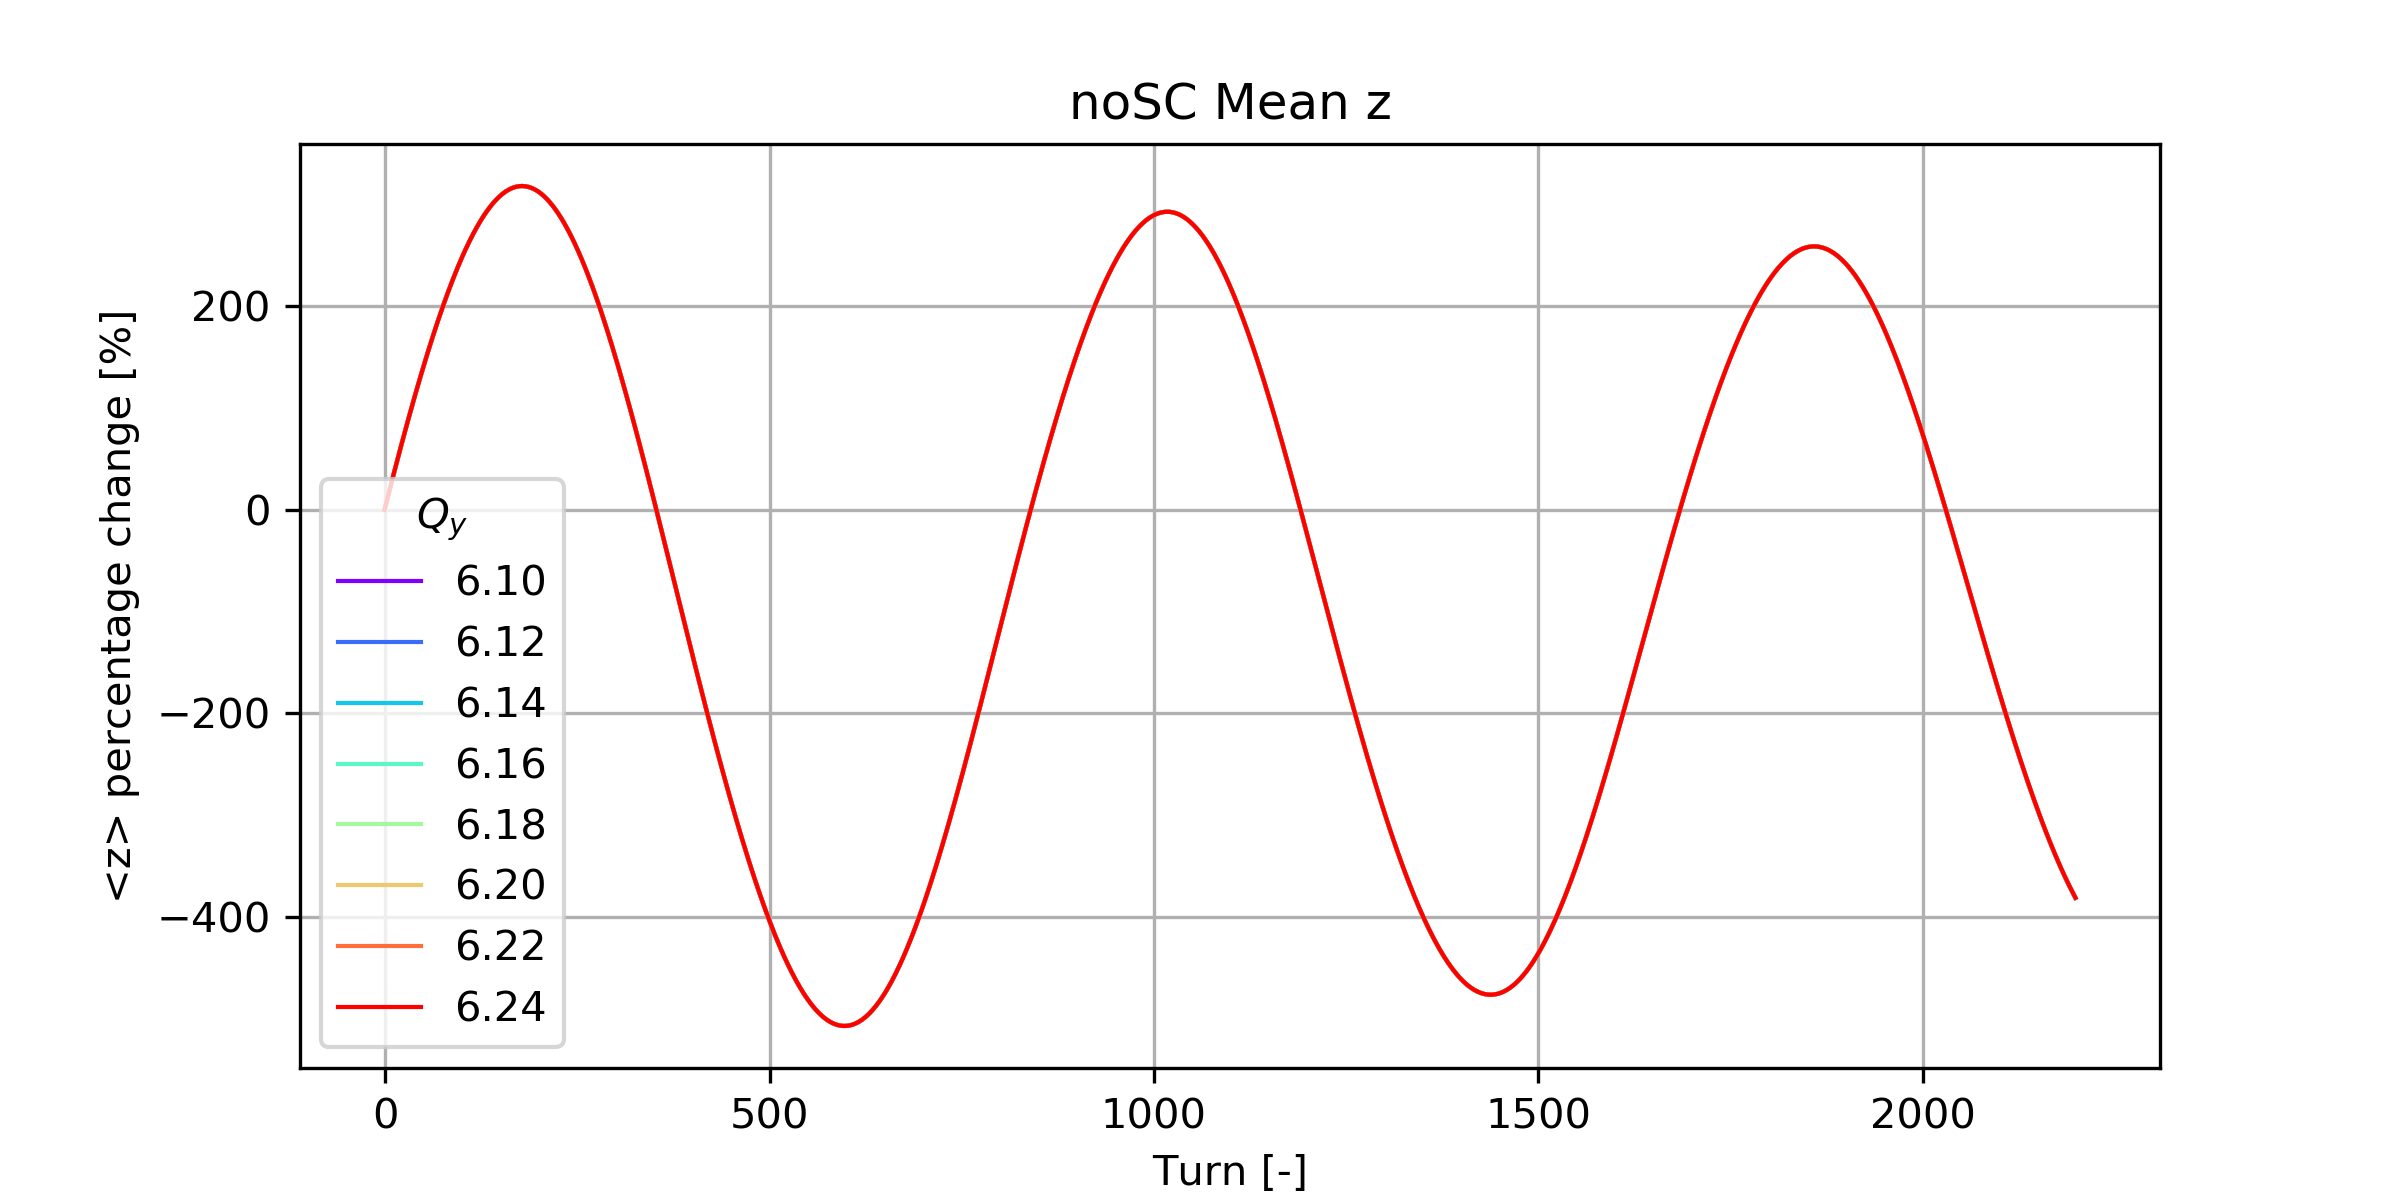 noSC Mean z
<z> percentage change [%]
200
0
−200
−400
Q_y
6.10
6.12
6.14
6.16
6.18
6.20
6.22
6.24
0 500 1000 1500 2000
Turn [-]